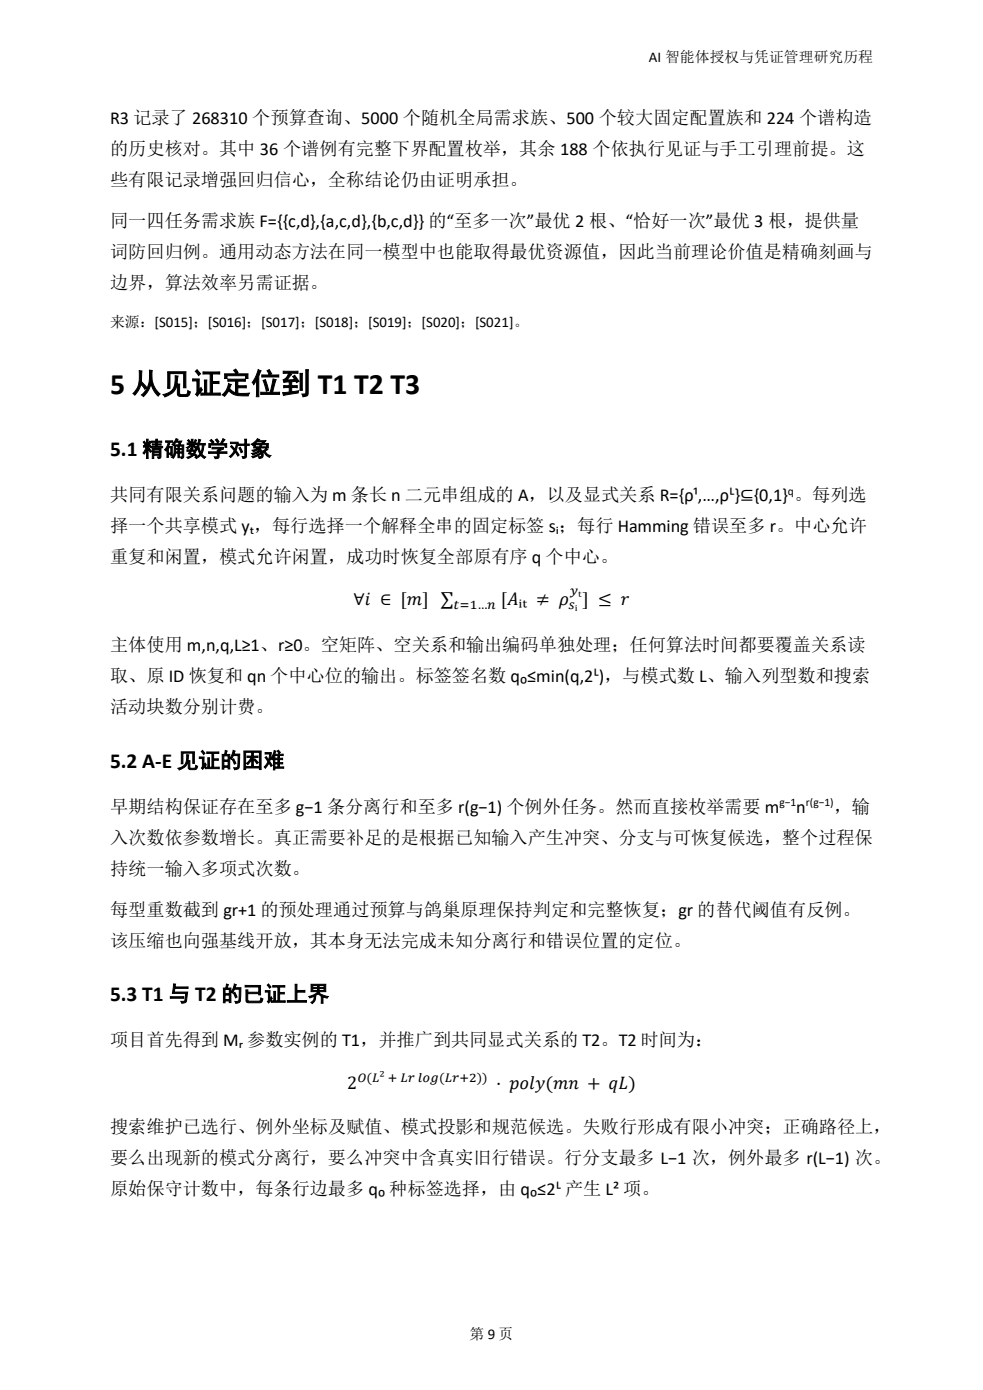 AI 智能体授权与凭证管理研究历程
R3 记录了 268310 个预算查询、5000 个随机全局需求族、500 个较大固定配置族和 224 个谱构造
的历史核对。其中 36 个谱例有完整下界配置枚举，其余 188 个依执行见证与手工引理前提。这
些有限记录增强回归信心，全称结论仍由证明承担。
同一四任务需求族 F={{c,d},{a,c,d},{b,c,d}} 的“至多一次”最优 2 根、“恰好一次”最优 3 根，提供量
词防回归例。通用动态方法在同一模型中也能取得最优资源值，因此当前理论价值是精确刻画与
边界，算法效率另需证据。
来源：[S015]；[S016]；[S017]；[S018]；[S019]；[S020]；[S021]。
5 从见证定位到 T1 T2 T3
5.1 精确数学对象
共同有限关系问题的输入为 m 条长 n 二元串组成的 A，以及显式关系 R={ρ¹,…,ρᴸ}⊆{0,1}ᑫ。每列选
择一个共享模式 yₜ，每行选择一个解释全串的固定标签 sᵢ；每行 Hamming 错误至多 r。中心允许
重复和闲置，模式允许闲置，成功时恢复全部原有序 q 个中心。
∀i ∈ [m] ∑_{t=1…n} [A_{it} ≠ ρ_{s_i}^{y_t}] ≤ r
主体使用 m,n,q,L≥1、r≥0。空矩阵、空关系和输出编码单独处理；任何算法时间都要覆盖关系读
取、原 ID 恢复和 qn 个中心位的输出。标签签名数 q₀≤min(q,2ᴸ)，与模式数 L、输入列型数和搜索
活动块数分别计费。
5.2 A-E 见证的困难
早期结构保证存在至多 g−1 条分离行和至多 r(g−1) 个例外任务。然而直接枚举需要 mᵍ⁻¹nʳ⁽ᵍ⁻¹⁾，输
入次数依参数增长。真正需要补足的是根据已知输入产生冲突、分支与可恢复候选，整个过程保
持统一输入多项式次数。
每型重数截到 gr+1 的预处理通过预算与鸽巢原理保持判定和完整恢复；gr 的替代阈值有反例。
该压缩也向强基线开放，其本身无法完成未知分离行和错误位置的定位。
5.3 T1 与 T2 的已证上界
项目首先得到 Mᵣ 参数实例的 T1，并推广到共同显式关系的 T2。T2 时间为：
2^{O(L² + Lr log(Lr+2))} · poly(mn + qL)
搜索维护已选行、例外坐标及赋值、模式投影和规范候选。失败行形成有限小冲突；正确路径上，
要么出现新的模式分离行，要么冲突中含真实旧行错误。行分支最多 L−1 次，例外最多 r(L−1) 次。
原始保守计数中，每条行边最多 q₀ 种标签选择，由 q₀≤2ᴸ 产生 L² 项。
第 9 页